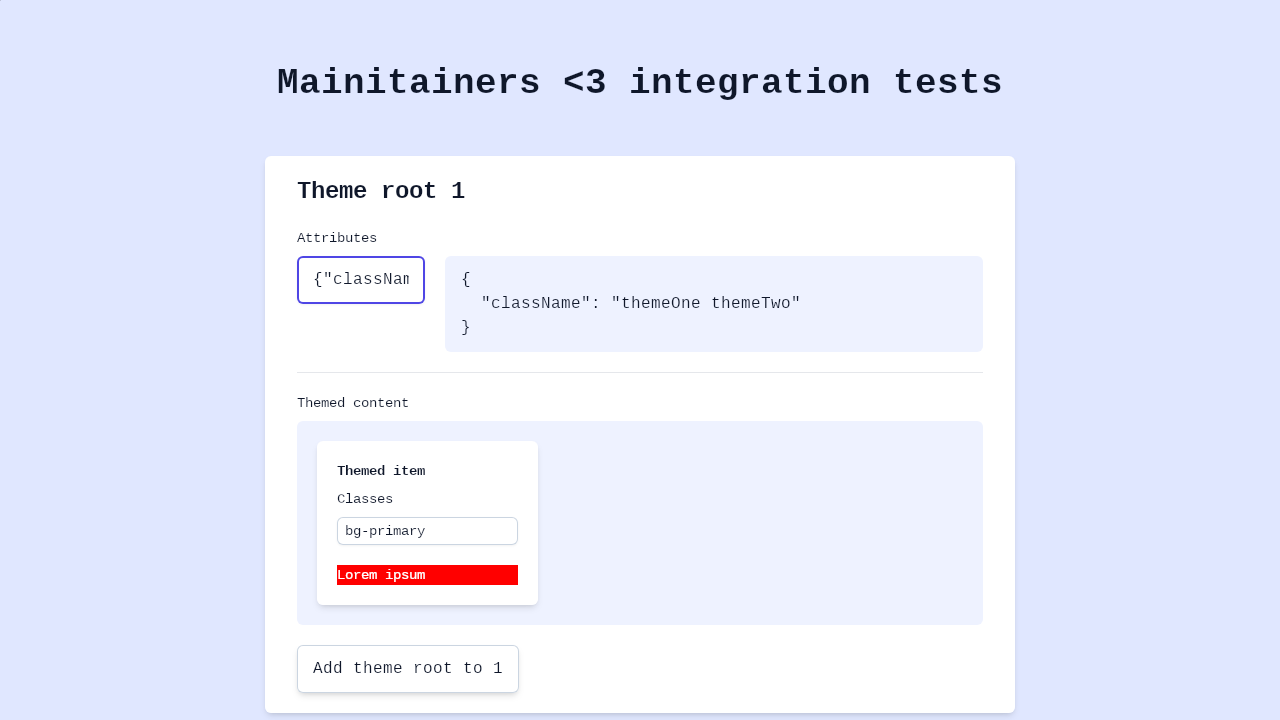 Mainitainers <3 integration tests
Theme root 1
Attributes
{"classNam
{
"className": "themeOne themeTwo"
}
Themed content
Themed item
Classes
bg-primary
Lorem ipsum
Add theme root to 1